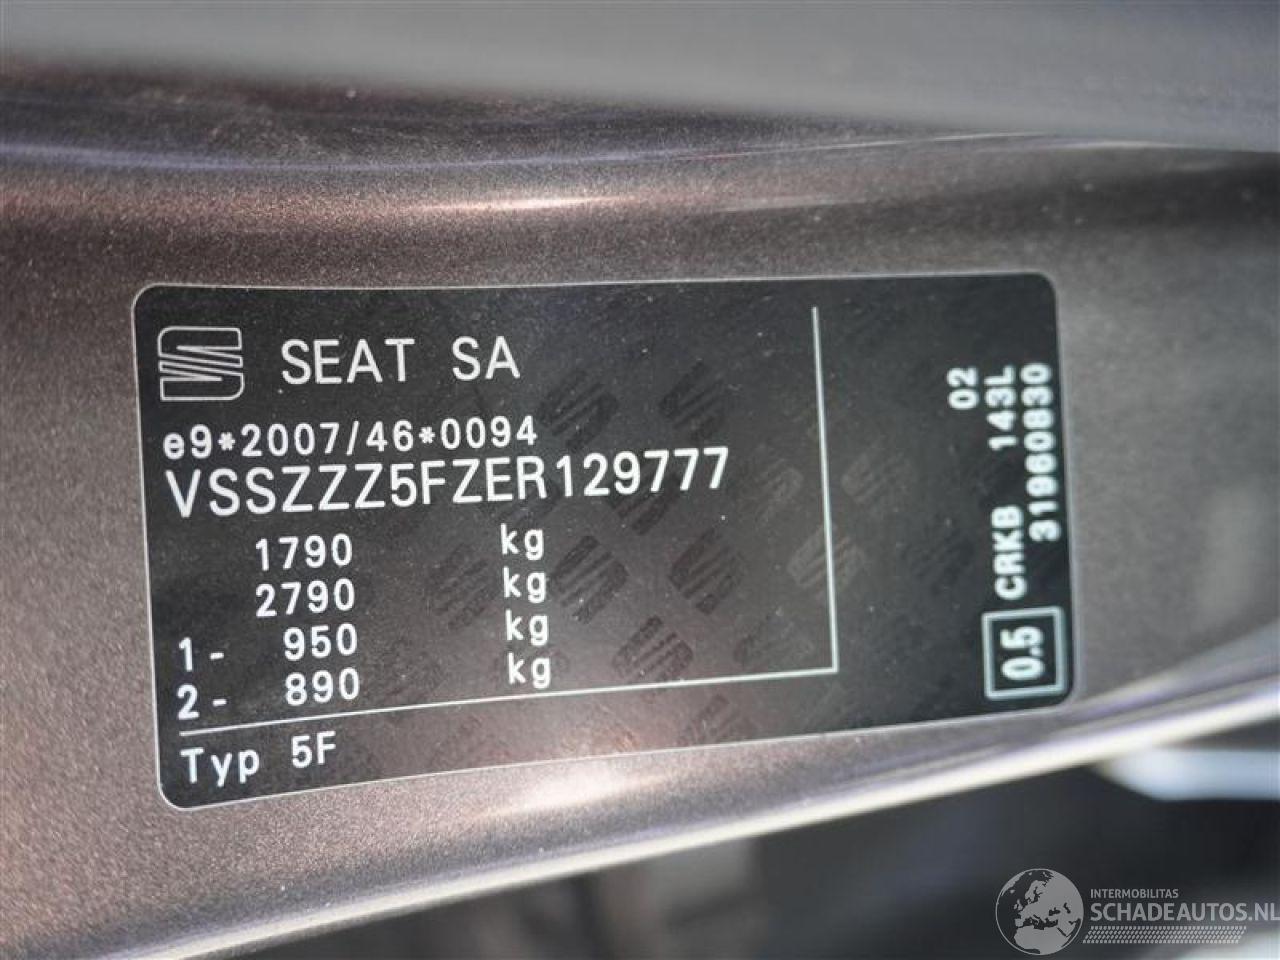 SEAT SA
e9*2007/46*0094
VSSZZZ5FZER129777
1790 kg
2790 kg
1- 950 kg
2- 890 kg
Typ 5F
02
CRKB 143L
31960830
0.5
INTERMOBILITAS
SCHADEAUTOS.NL